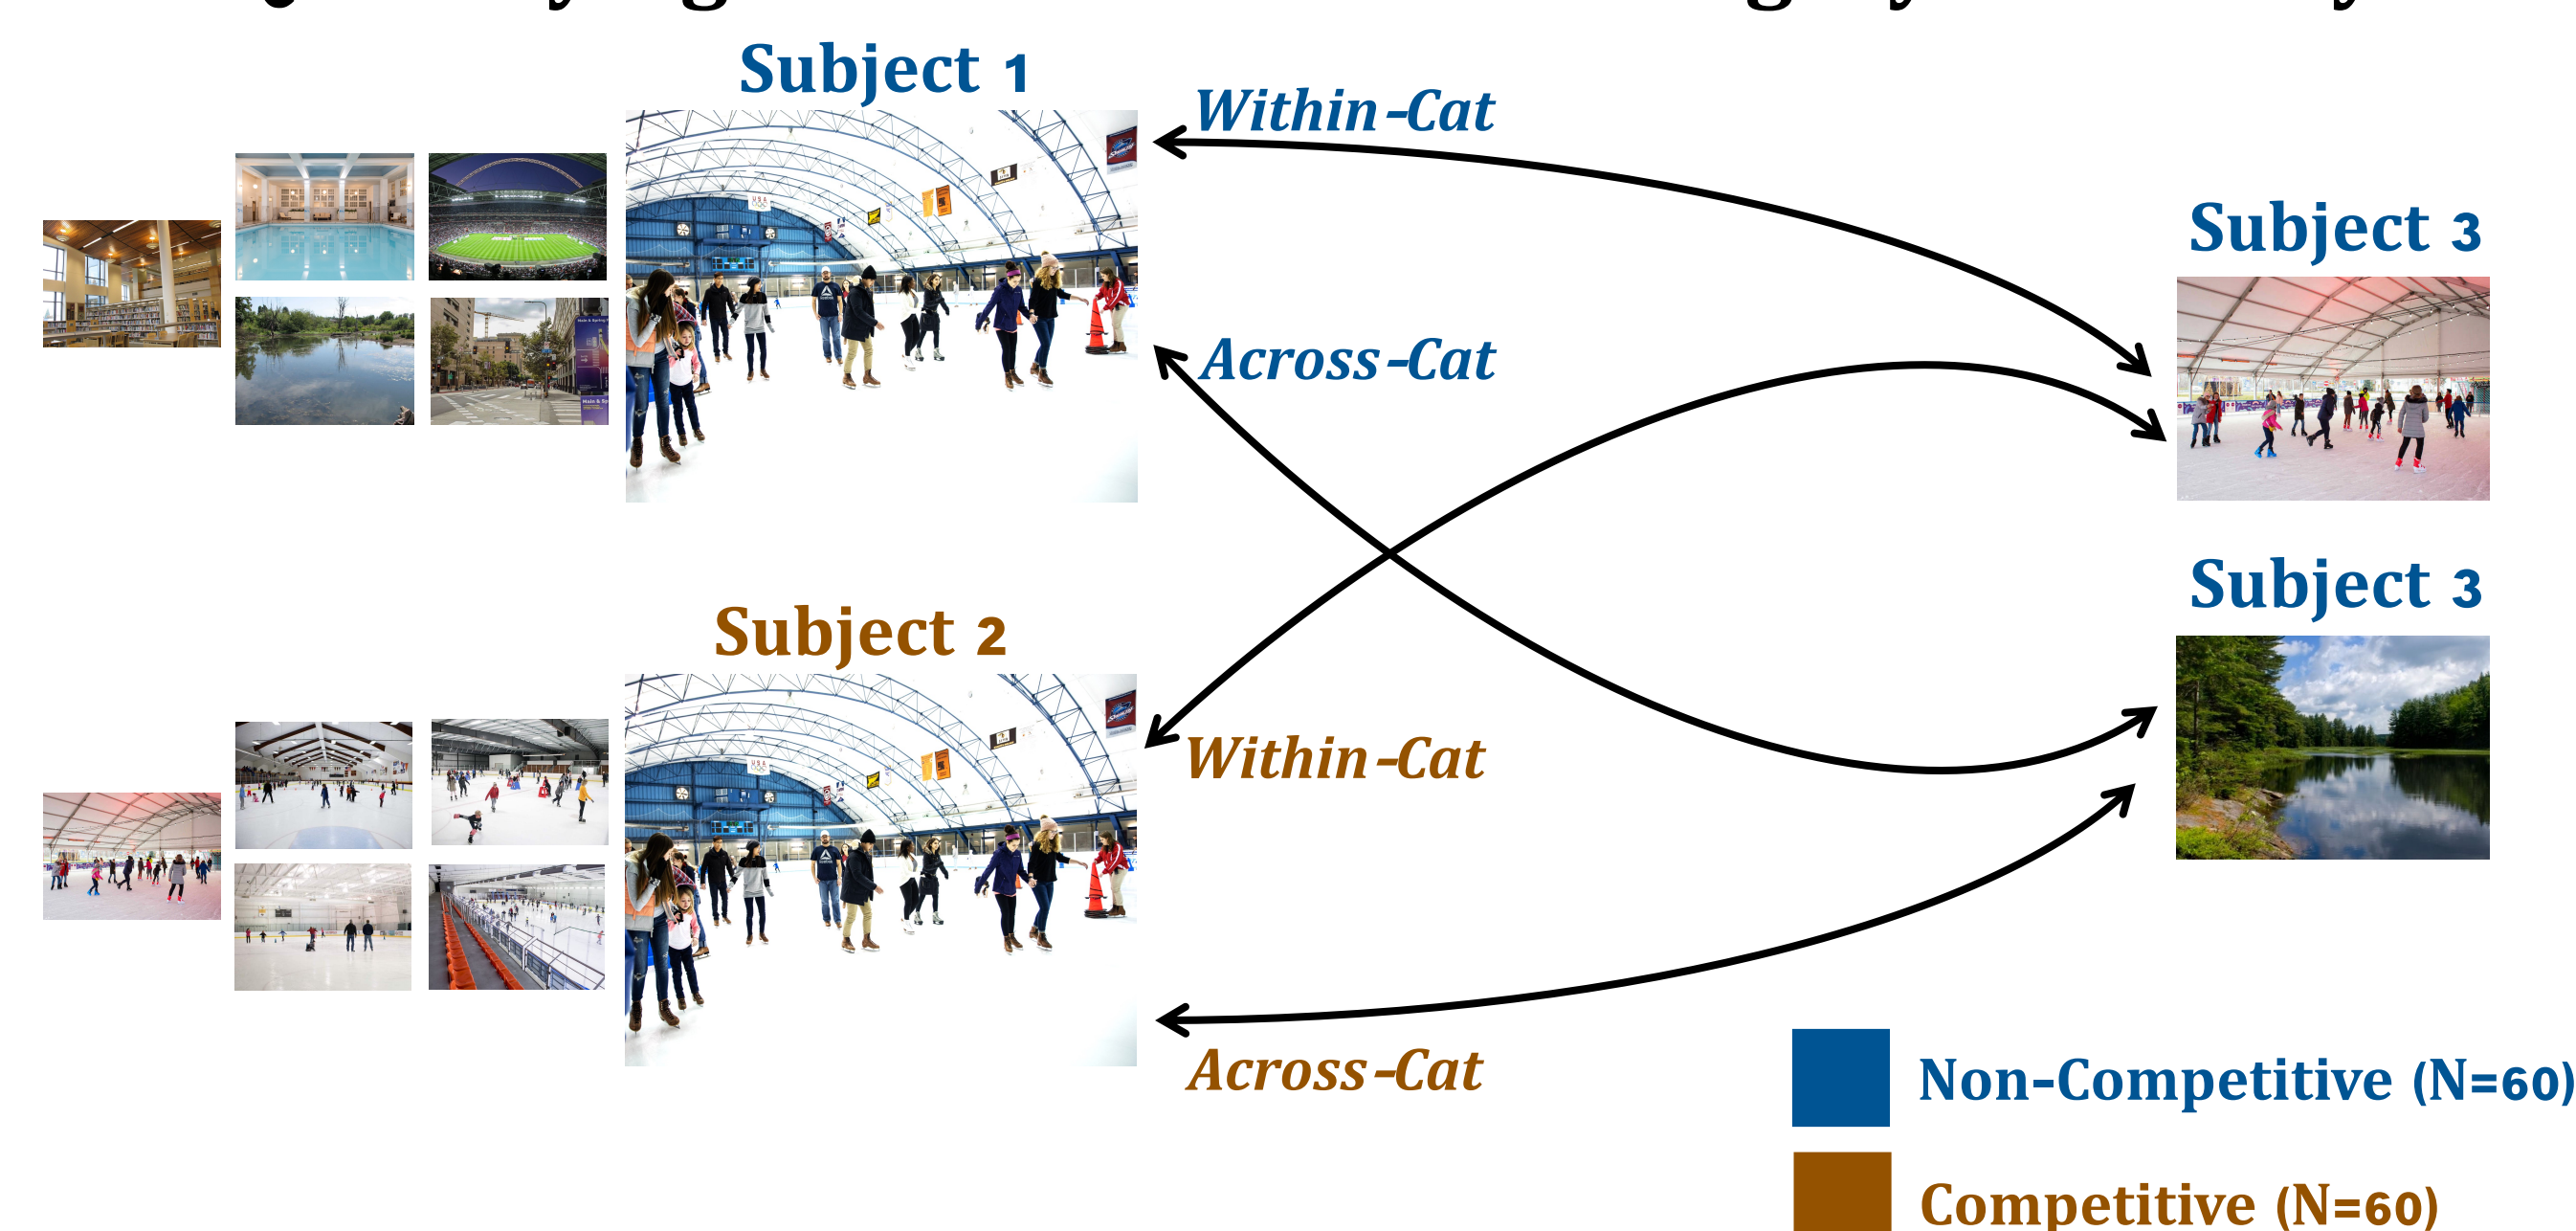 Subject 1
Within-Cat
Across-Cat
Subject 3
Subject 3
Subject 2
Within-Cat
Across-Cat
Non-Competitive (N=60)
Competitive (N=60)